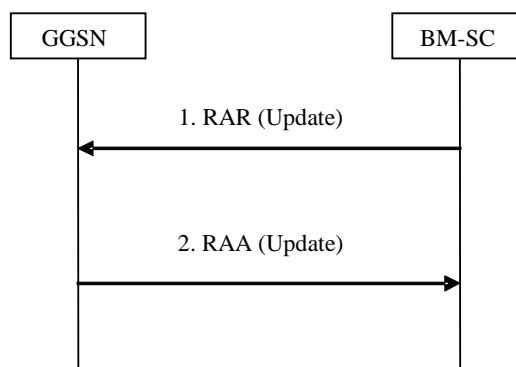 GGSN
BM-SC
1. RAR (Update)
2. RAA (Update)